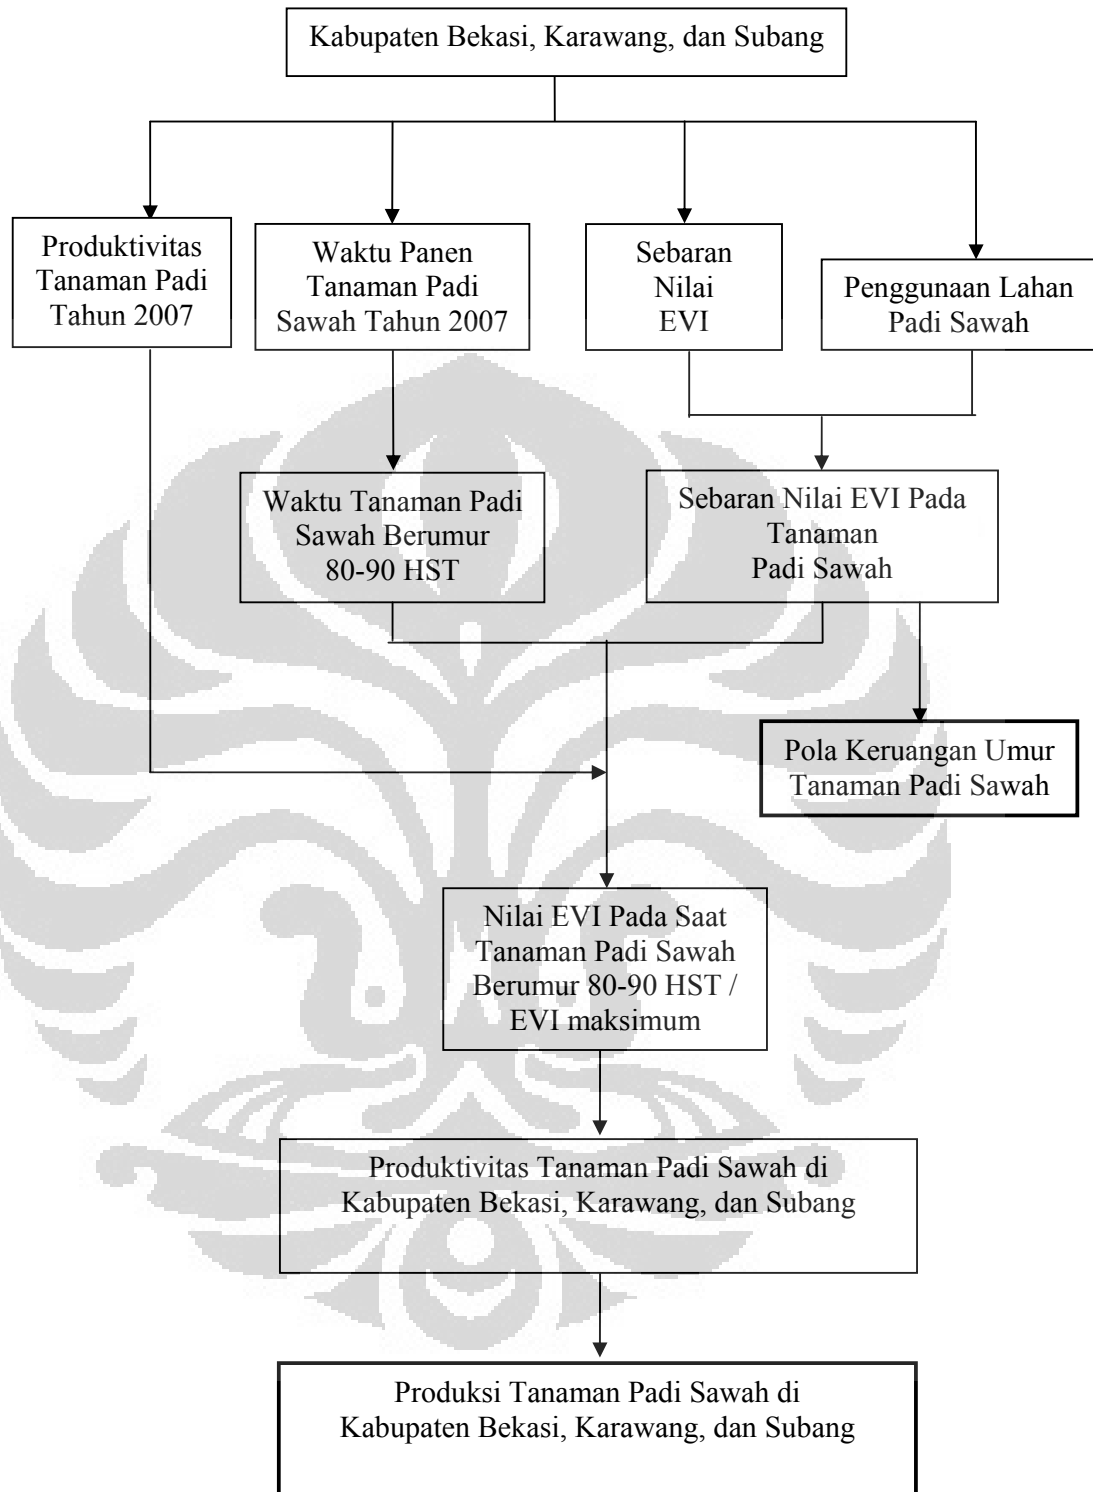 Kabupaten Bekasi, Karawang, dan Subang
Produktivitas
Tanaman Padi
Tahun 2007
Waktu Panen
Tanaman Padi
Sawah Tahun 2007
Sebaran
Nilai
EVI
Penggunaan Lahan
Padi Sawah
Waktu Tanaman Padi
Sawah Berumur
80-90 HST
Sebaran Nilai EVI Pada
Tanaman
Padi Sawah
Pola Keruangan Umur
Tanaman Padi Sawah
Nilai EVI Pada Saat
Tanaman Padi Sawah
Berumur 80-90 HST /
EVI maksimum
Produktivitas Tanaman Padi Sawah di
Kabupaten Bekasi, Karawang, dan Subang
Produksi Tanaman Padi Sawah di
Kabupaten Bekasi, Karawang, dan Subang